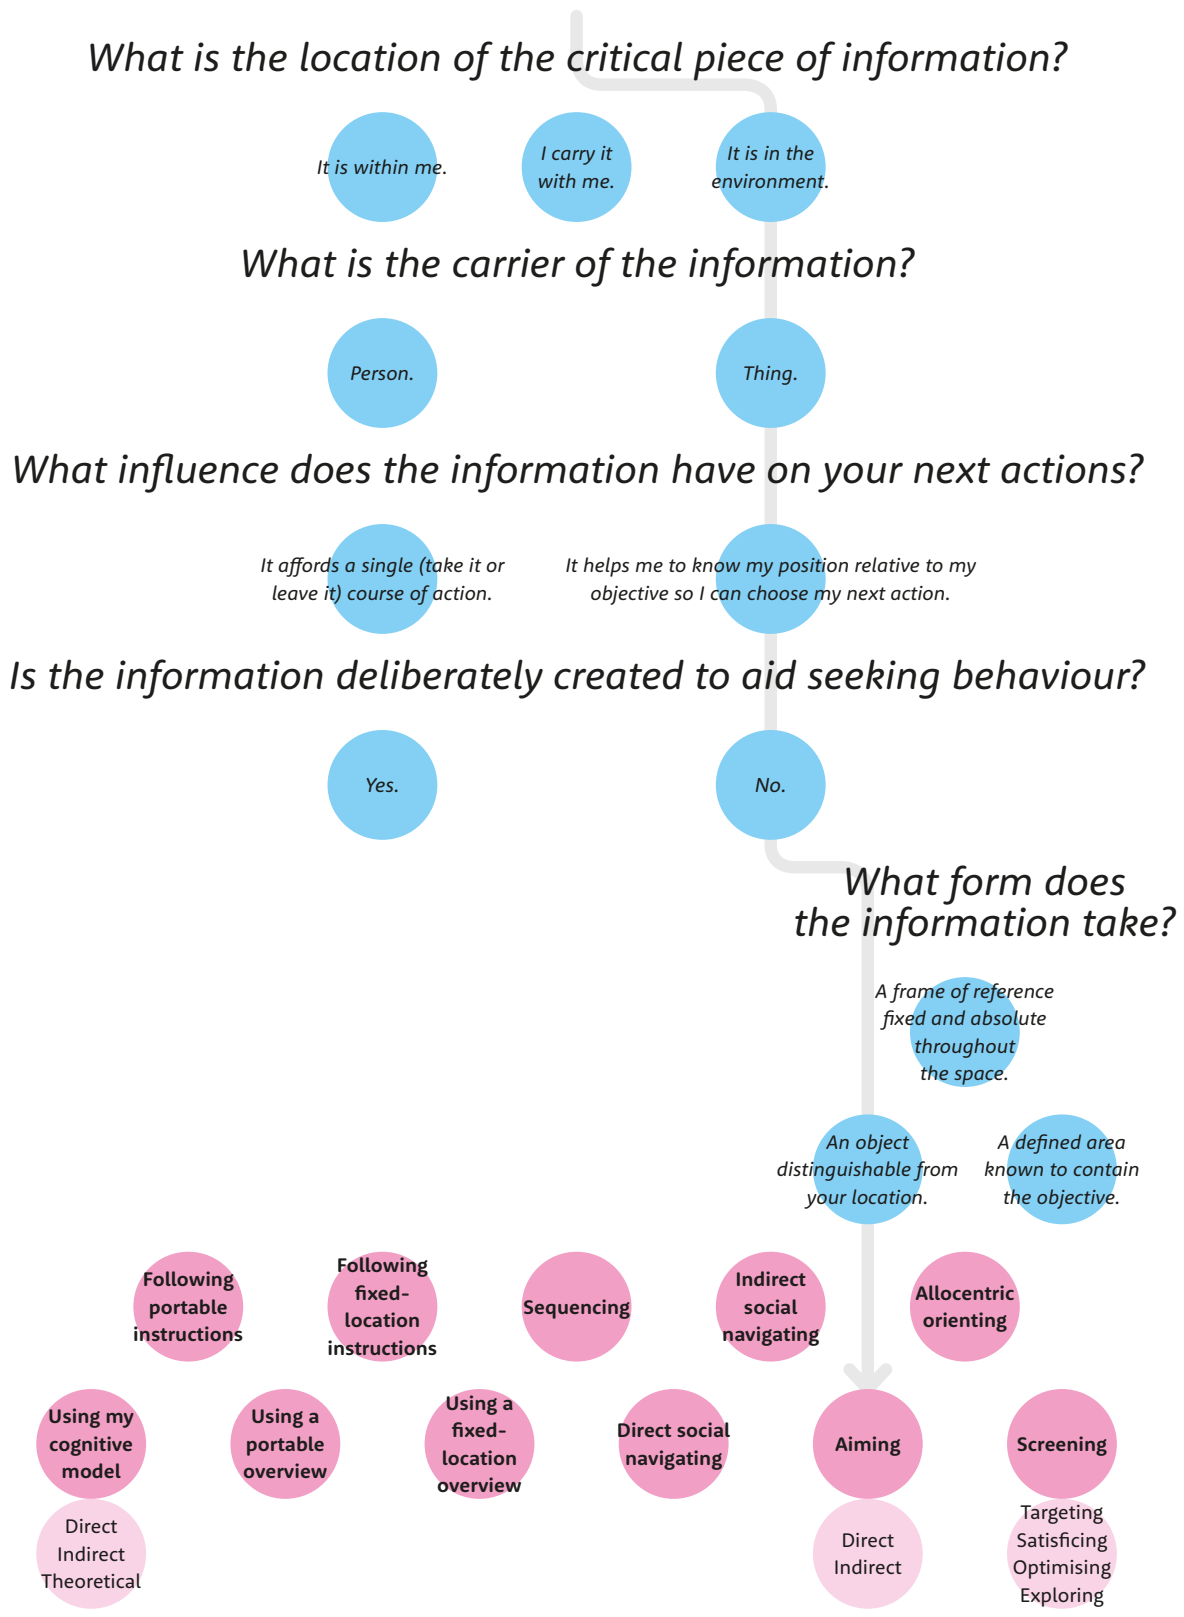 What is the location of the critical piece of information?
It is within me.
I carry it
with me.
It is in the
environment.
What is the carrier of the information?
Person.
Thing.
What influence does the information have on your next actions?
It affords a single (take it or
leave it) course of action.
It helps me to know my position relative to my
objective so I can choose my next action.
Is the information deliberately created to aid seeking behaviour?
Yes.
No.
What form does
the information take?
A frame of reference
fixed and absolute
throughout
the space.
An object
distinguishable from
your location.
A defined area
known to contain
the objective.
Following
portable
instructions
Following
fixed-
location
instructions
Sequencing
Indirect
social
navigating
Allocentric
orienting
Using my
cognitive
model
Using a
portable
overview
Using a
fixed-
location
overview
Direct social
navigating
Aiming
Screening
Direct
Indirect
Theoretical
Direct
Indirect
Targeting
Satisficing
Optimising
Exploring